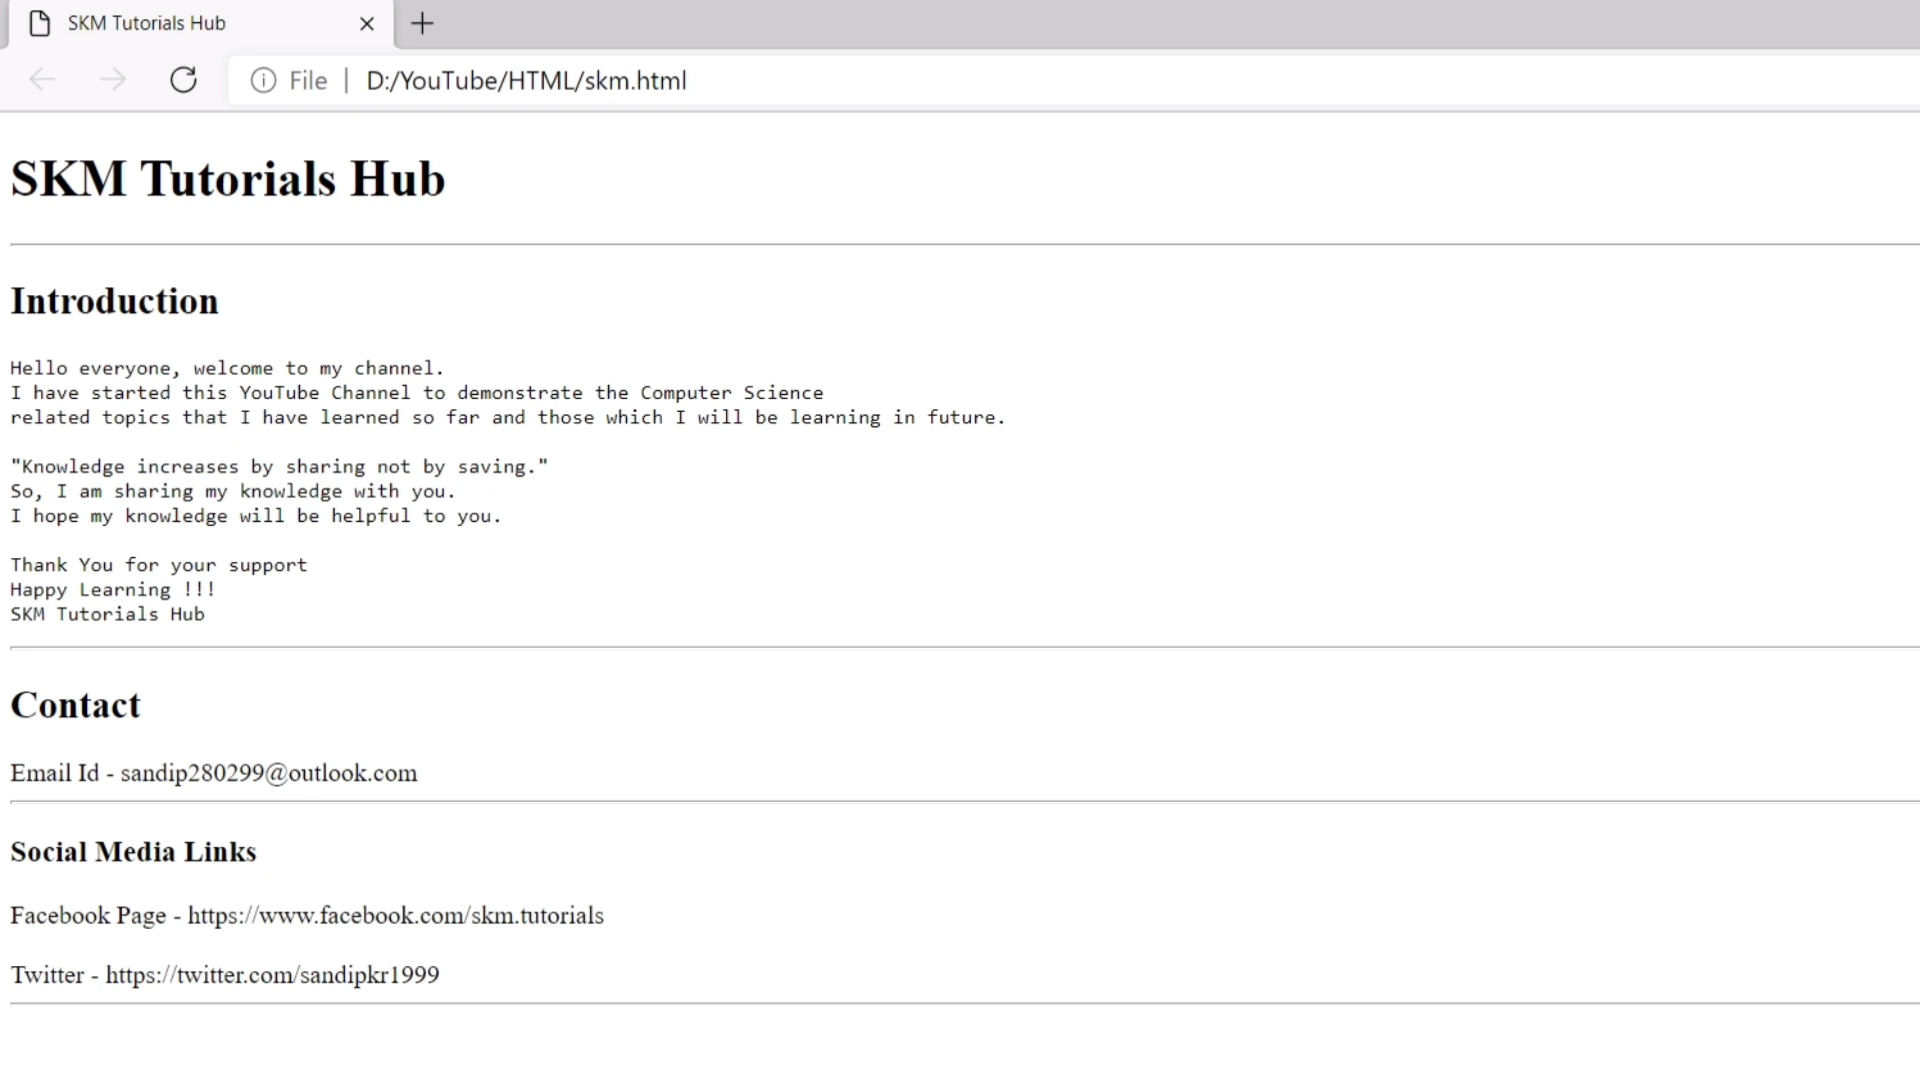 SKM Tutorials Hub
File | D:/YouTube/HTML/skm.html
SKM Tutorials Hub
Introduction
Hello everyone, welcome to my channel.
I have started this YouTube Channel to demonstrate the Computer Science
related topics that I have learned so far and those which I will be learning in future.
"Knowledge increases by sharing not by saving."
So, I am sharing my knowledge with you.
I hope my knowledge will be helpful to you.
Thank You for your support
Happy Learning !!!
SKM Tutorials Hub
Contact
Email Id - sandip280299@outlook.com
Social Media Links
Facebook Page - https://www.facebook.com/skm.tutorials
Twitter - https://twitter.com/sandipkr1999